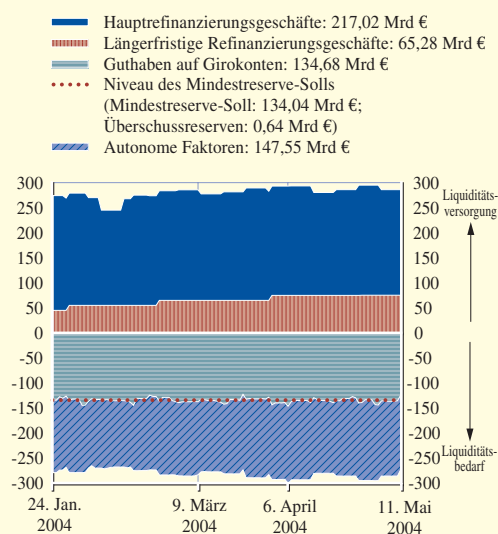 Hauptrefinanzierungsgeschäfte: 217,02 Mrd €
Längerfristige Refinanzierungsgeschäfte: 65,28 Mrd €
Guthaben auf Girokonten: 134,68 Mrd €
Niveau des Mindestreserve-Solls
(Mindestreserve-Soll: 134,04 Mrd €;
Überschussreserven: 0,64 Mrd €)
Autonome Faktoren: 147,55 Mrd €
300 300
Liquiditäts-
versorgung
250 250
200 200
150 150
100 100
50 50
0 0
-50 -50
-100 -100
-150 -150
-200 -200
-250 -250
Liquiditäts-
bedarf
-300 -300
24. Jan. 9. März 6. April 11. Mai
2004 2004 2004 2004